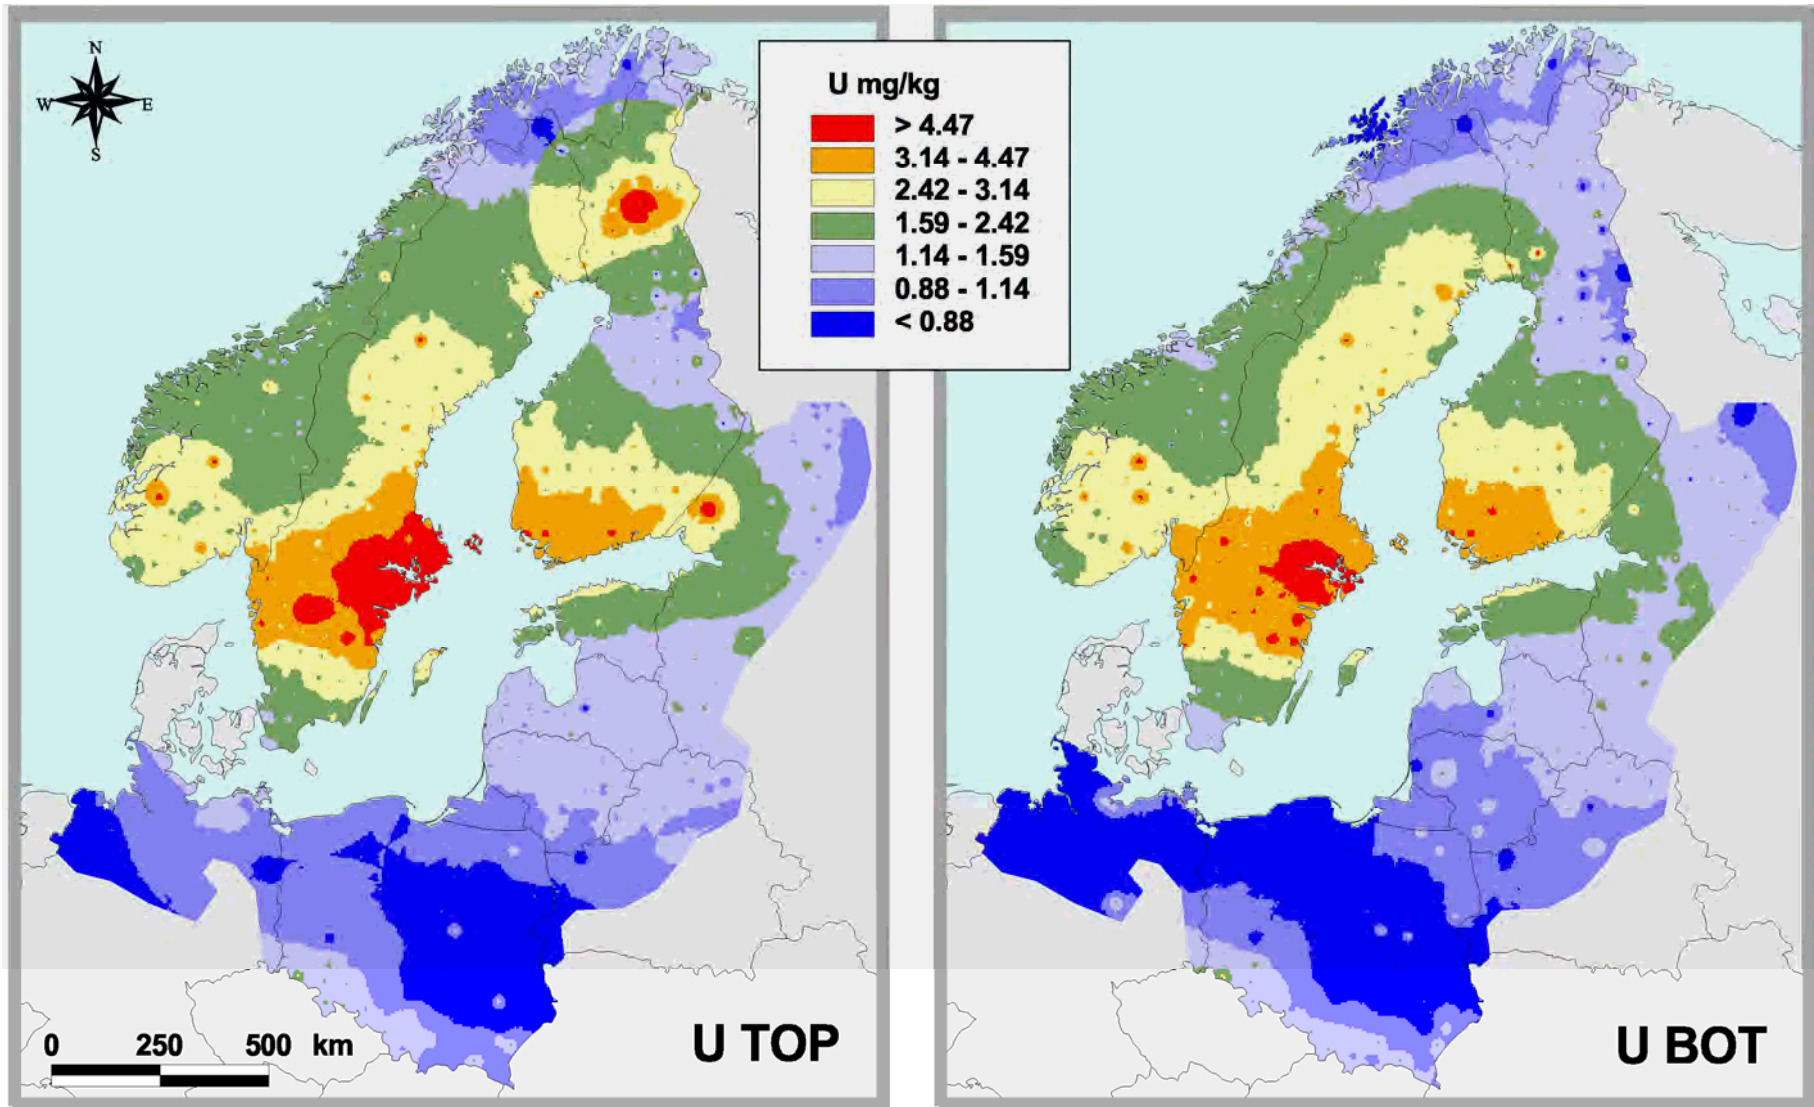 N
W E
S
U mg/kg
> 4.47
3.14 - 4.47
2.42 - 3.14
1.59 - 2.42
1.14 - 1.59
0.88 - 1.14
< 0.88
0 250 500 km
U TOP
U BOT